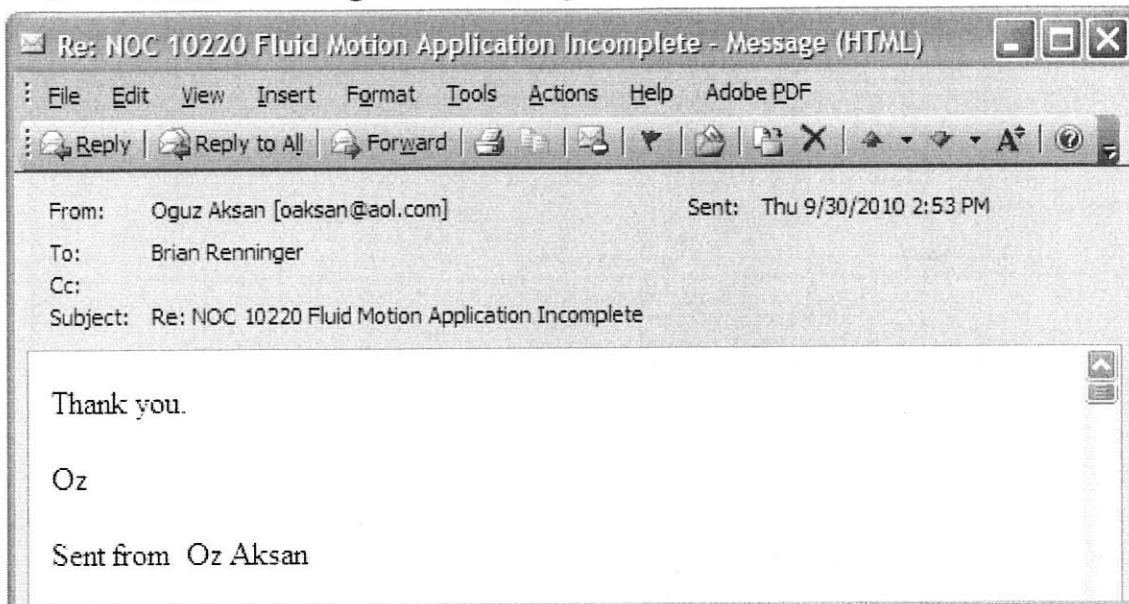 Re: NOC 10220 Fluid Motion Application Incomplete - Message (HTML)
File Edit View Insert Format Tools Actions Help Adobe PDF
Reply Reply to All Forward A
From: Oguz Aksan [oaksan@aol.com] Sent: Thu 9/30/2010 2:53 PM
To: Brian Renninger
Cc:
Subject: Re: NOC 10220 Fluid Motion Application Incomplete
Thank you.
Oz
Sent from Oz Aksan